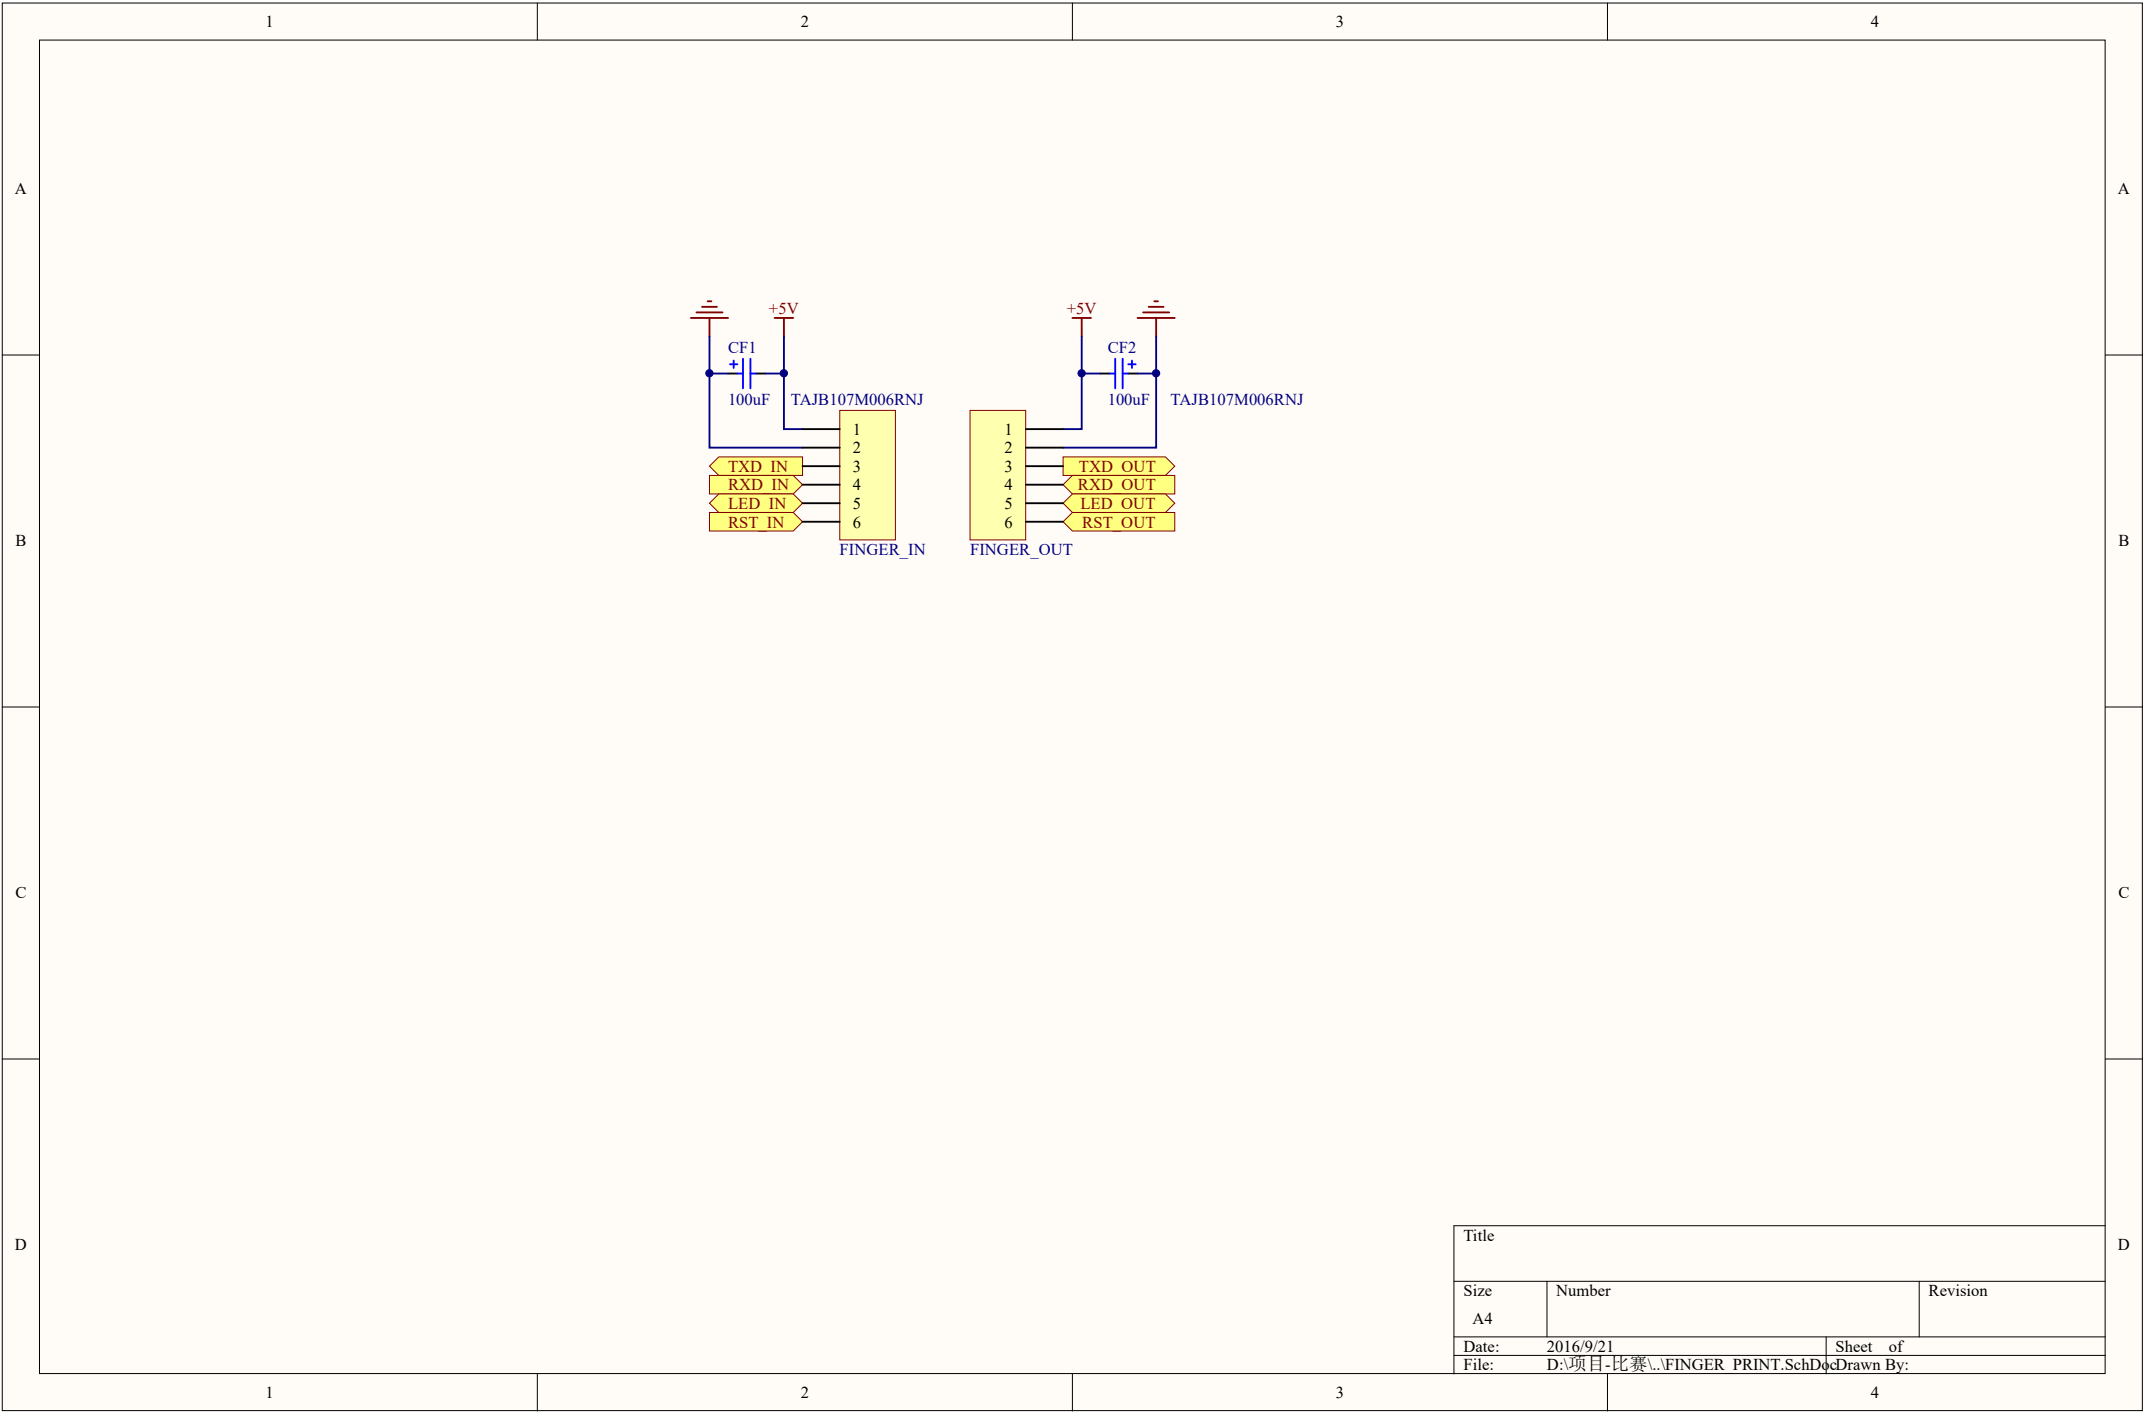 1 2 3 4
A A
+5V +5V
CF1 CF2
+ +
100uF TAJB107M006RNJ 100uF TAJB107M006RNJ
1 1
2 2
TXD_IN 3 3 TXD_OUT
RXD_IN 4 4 RXD_OUT
LED_IN 5 5 LED_OUT
RST_IN 6 6 RST_OUT
B B
FINGER_IN FINGER_OUT
C C
D D
Title
Size Number Revision
A4
Date: 2016/9/21 Sheet of
File: D:\项目-比赛\..\FINGER_PRINT.SchDoc Drawn By:
1 2 3 4